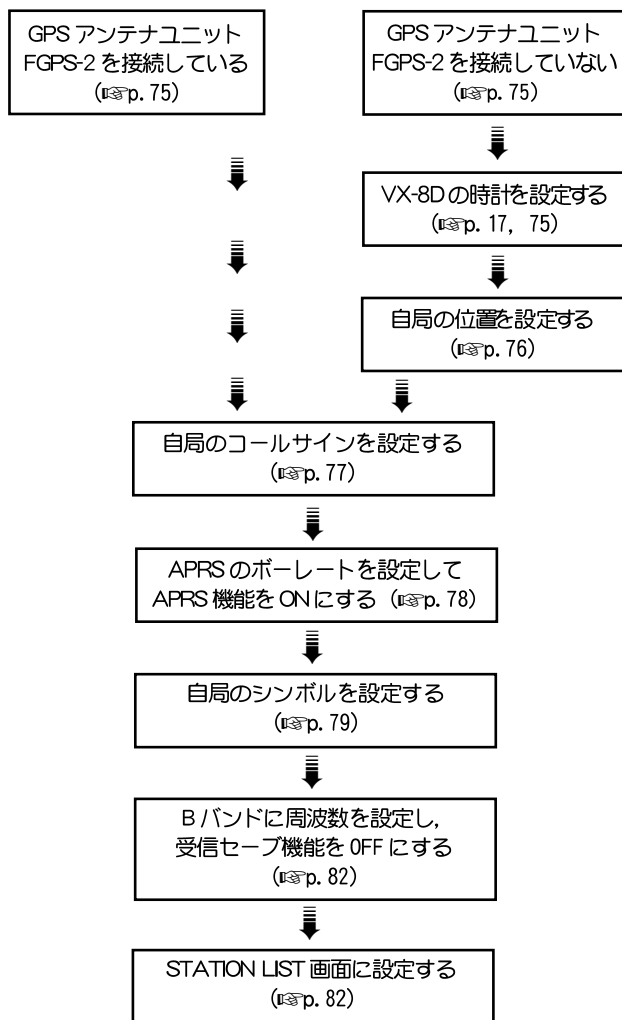 GPS アンテナユニット
FGPS-2 を接続している
(☞p. 75)
GPS アンテナユニット
FGPS-2 を接続していない
(☞p. 75)
VX-8D の時計を設定する
(☞p. 17, 75)
自局の位置を設定する
(☞p. 76)
自局のコールサインを設定する
(☞p. 77)
APRS のボーレートを設定して
APRS 機能を ON にする (☞p. 78)
自局のシンボルを設定する
(☞p. 79)
B バンドに周波数を設定し,
受信セーブ機能を OFF にする
(☞p. 82)
STATION LIST 画面に設定する
(☞p. 82)